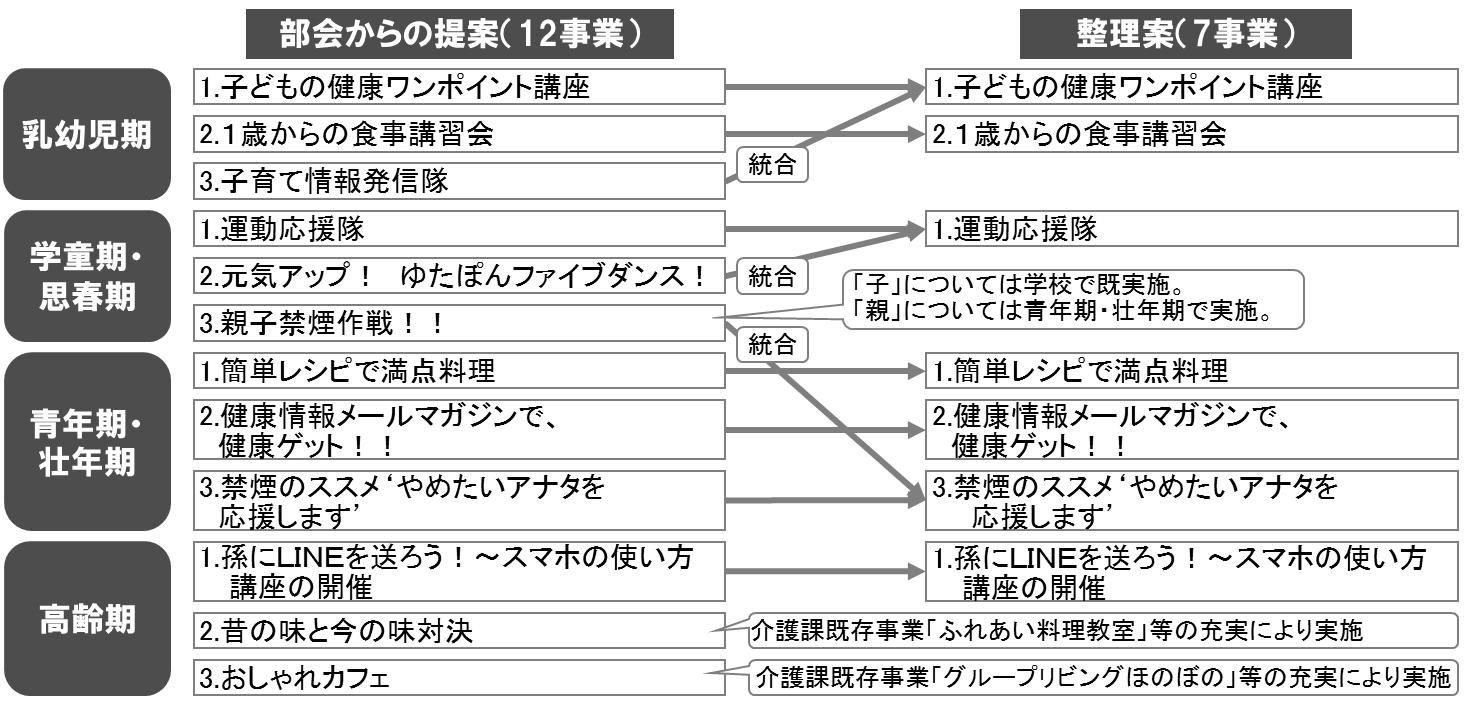 部会からの提案（１２事業）
整理案（７事業）
乳幼児期
1.子どもの健康ワンポイント講座
1.子どもの健康ワンポイント講座
2.１歳からの食事講習会
2.１歳からの食事講習会
統合
3.子育て情報発信隊
学童期・
思春期
1.運動応援隊
1.運動応援隊
2.元気アップ！　ゆたぽんファイブダンス！
統合
3.親子禁煙作戦！！
「子」については学校で既実施。
「親」については青年期・壮年期で実施。
統合
青年期・
壮年期
1.簡単レシピで満点料理
1.簡単レシピで満点料理
2.健康情報メールマガジンで、
健康ゲット！！
2.健康情報メールマガジンで、
健康ゲット！！
3.禁煙のススメ‘やめたいアナタを
応援します’
3.禁煙のススメ‘やめたいアナタを
応援します’
高齢期
1.孫にＬＩＮＥを送ろう！～スマホの使い方
講座の開催
1.孫にＬＩＮＥを送ろう！～スマホの使い方
講座の開催
2.昔の味と今の味対決
介護課既存事業「ふれあい料理教室」等の充実により実施
3.おしゃれカフェ
介護課既存事業「グループリビングほのぼの」等の充実により実施